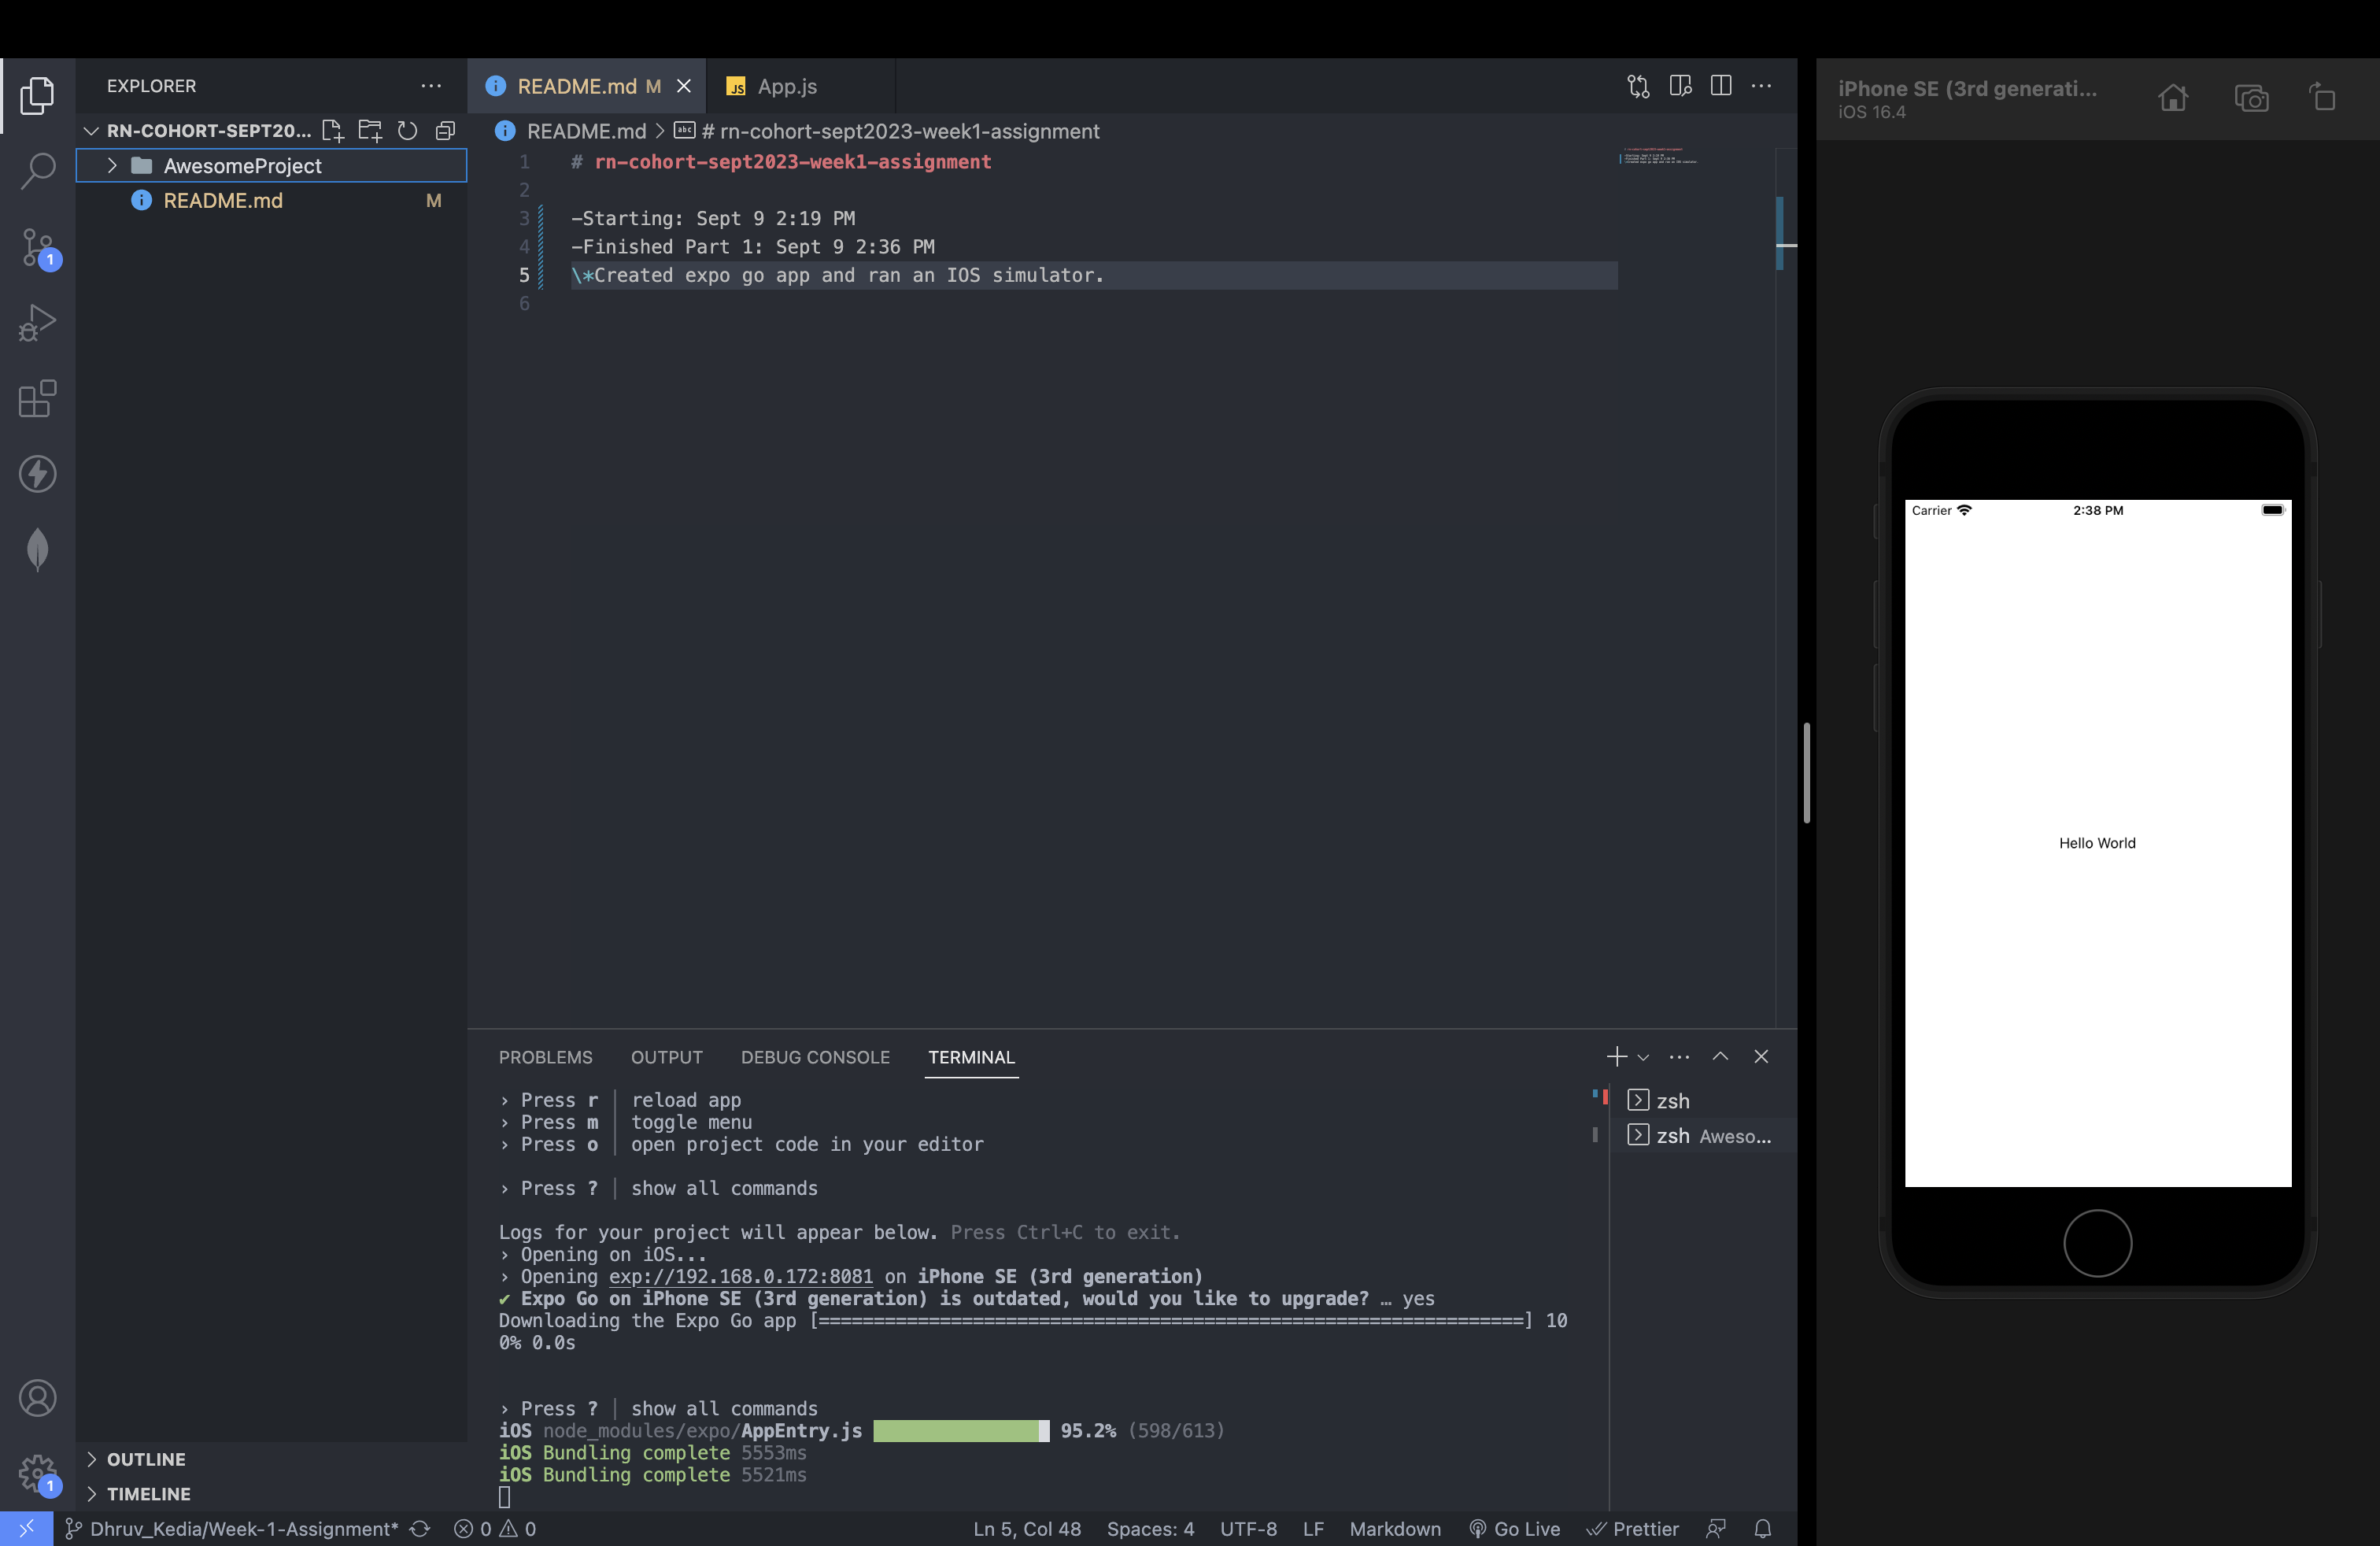 EXPLORER
RN-COHORT-SEPT20...
AwesomeProject
README.md M
README.md M
JS App.js
README.md > abc # rn-cohort-sept2023-week1-assignment
1 # rn-cohort-sept2023-week1-assignment
2
3 -Starting: Sept 9 2:19 PM
4 -Finished Part 1: Sept 9 2:36 PM
5 \*Created expo go app and ran an IOS simulator.
6
1
PROBLEMS OUTPUT DEBUG CONSOLE TERMINAL
› Press r │ reload app
› Press m │ toggle menu
› Press o │ open project code in your editor
› Press ? │ show all commands
Logs for your project will appear below. Press Ctrl+C to exit.
› Opening on iOS...
› Opening exp://192.168.0.172:8081 on iPhone SE (3rd generation)
✔ Expo Go on iPhone SE (3rd generation) is outdated, would you like to upgrade? … yes
Downloading the Expo Go app [================================================================] 10
0% 0.0s
› Press ? │ show all commands
iOS node_modules/expo/AppEntry.js 95.2% (598/613)
iOS Bundling complete 5553ms
iOS Bundling complete 5521ms
zsh
zsh Aweso...
OUTLINE
TIMELINE
1
Dhruv_Kedia/Week-1-Assignment* 0 0
Ln 5, Col 48 Spaces: 4 UTF-8 LF Markdown Go Live Prettier
iPhone SE (3rd generati...
iOS 16.4
Carrier 2:38 PM
Hello World